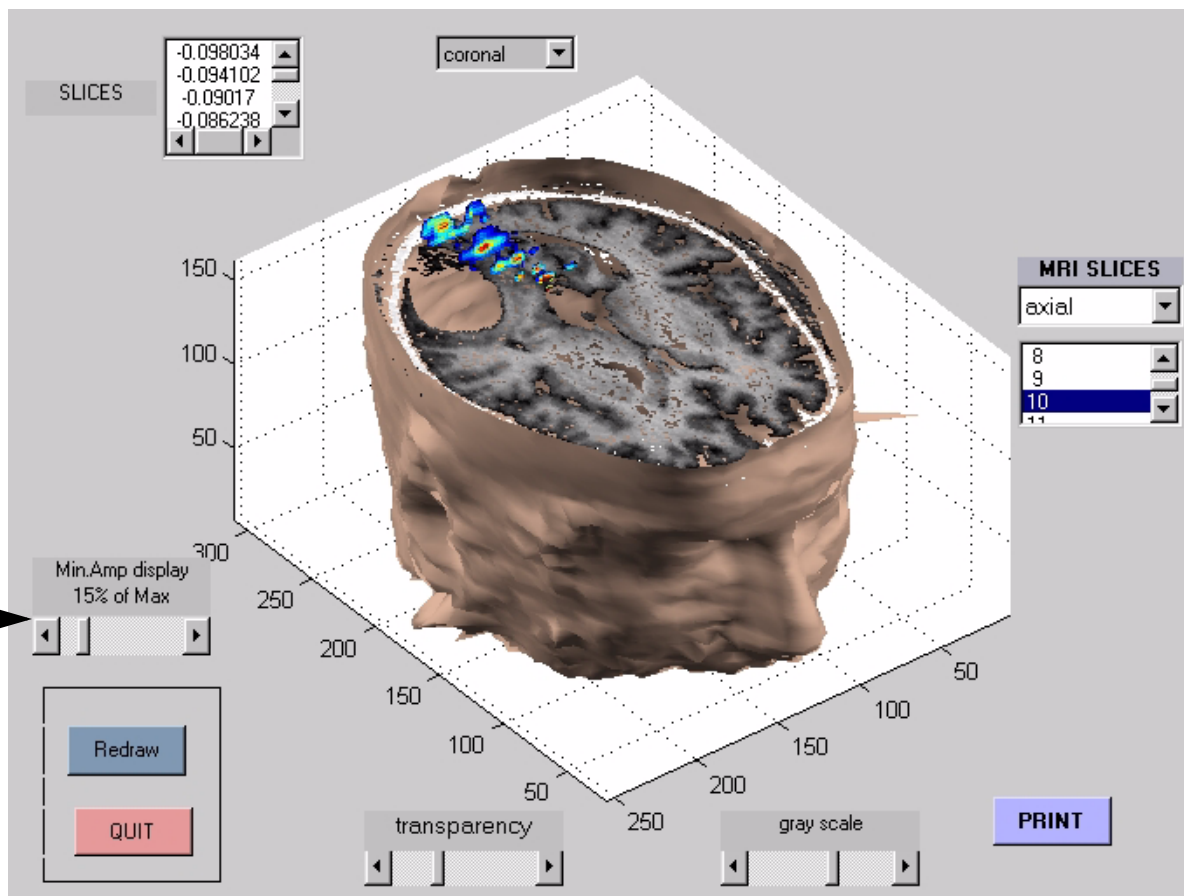 SLICES
-0.098034
-0.094102
-0.09017
-0.086238
coronal
MRI SLICES
axial
8
9
10
11
150
100
50
300
250
200
150
100
50
250
200
150
100
50
Min.Amp display
15% of Max
Redraw
QUIT
transparency
gray scale
PRINT